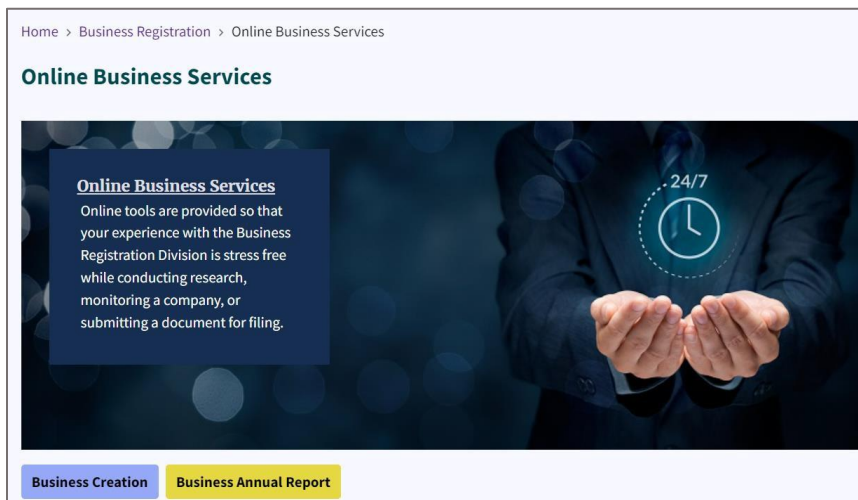 Home > Business Registration > Online Business Services
Online Business Services
Online Business Services
Online tools are provided so that
your experience with the Business
Registration Division is stress free
while conducting research,
monitoring a company, or
submitting a document for filing.
24/7
Business Creation
Business Annual Report